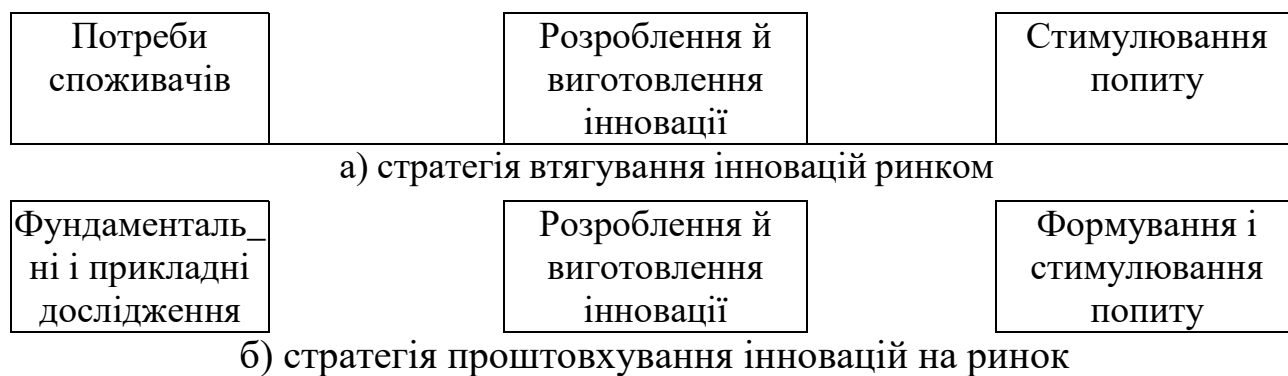 Потреби
споживачів
Розроблення й
виготовлення
інновації
Стимулювання
попиту
а) стратегія втягування інновацій ринком
Фундаменталь_
ні і прикладні
дослідження
Розроблення й
виготовлення
інновації
Формування і
стимулювання
попиту
б) стратегія проштовхування інновацій на ринок